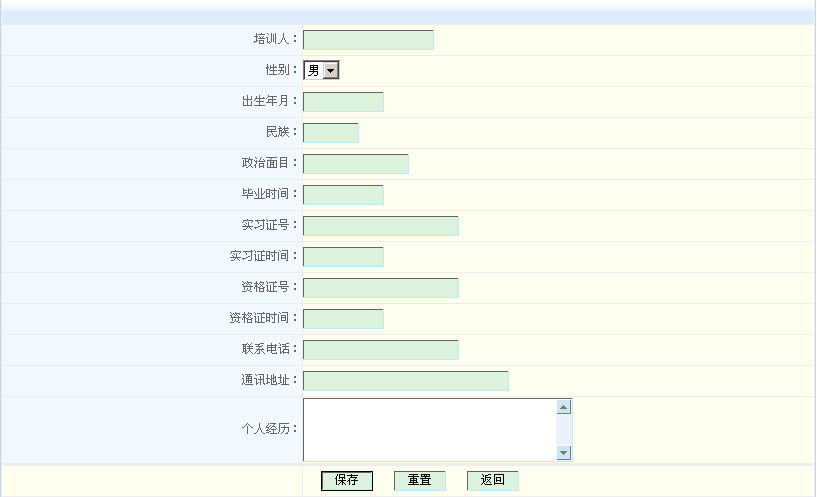 培训人：
性别： 男
出生年月：
民族：
政治面目：
毕业时间：
实习证号：
实习证时间：
资格证号：
资格证时间：
联系电话：
通讯地址：
个人经历：
保存 重置 返回